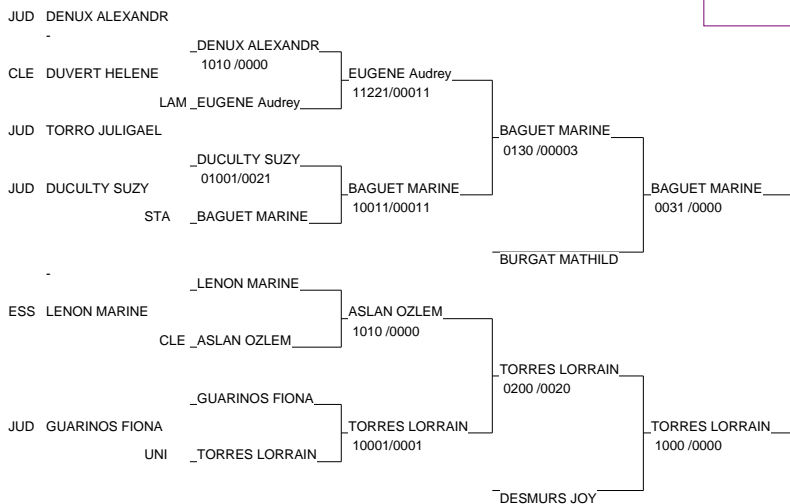 JUD DENUX ALEXANDR
-
_DENUX ALEXANDR
1010 /0000
CLE DUVERT HELENE
EUGENE Audrey
11221/00011
LAM _EUGENE Audrey
JUD TORRO JULIGAEL
BAGUET MARINE
0130 /00003
_DUCULTY SUZY
01001/0021
JUD DUCULTY SUZY
BAGUET MARINE
10011/00011
BAGUET MARINE
0031 /0000
STA _BAGUET MARINE
BURGAT MATHILD
-
_LENON MARINE
ESS LENON MARINE
ASLAN OZLEM
1010 /0000
CLE _ASLAN OZLEM
TORRES LORRAIN
0200 /0020
_GUARINOS FIONA
JUD GUARINOS FIONA
TORRES LORRAIN
10001/0001
TORRES LORRAIN
1000 /0000
UNI _TORRES LORRAIN
DESMURS JOY